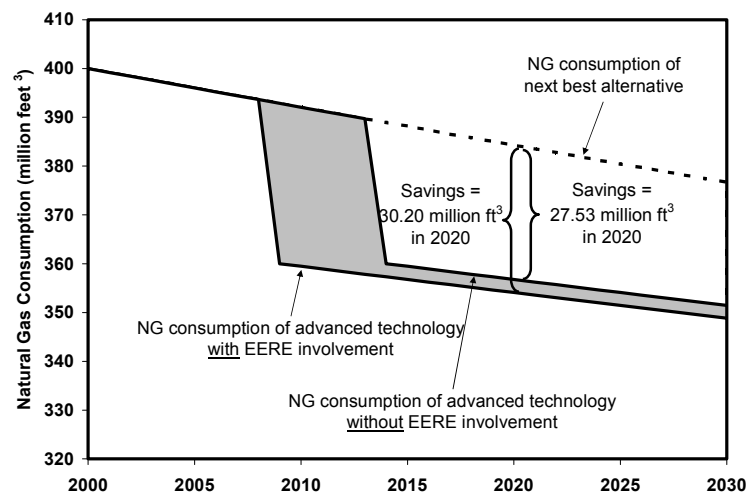 Natural Gas Consumption (million feet ³)
410
400
390
380
370
360
350
340
330
320
NG consumption of
next best alternative
Savings =
30.20 million ft³
in 2020
Savings =
27.53 million ft³
in 2020
NG consumption of advanced technology
with EERE involvement
NG consumption of advanced technology
without EERE involvement
2000 2005 2010 2015 2020 2025 2030